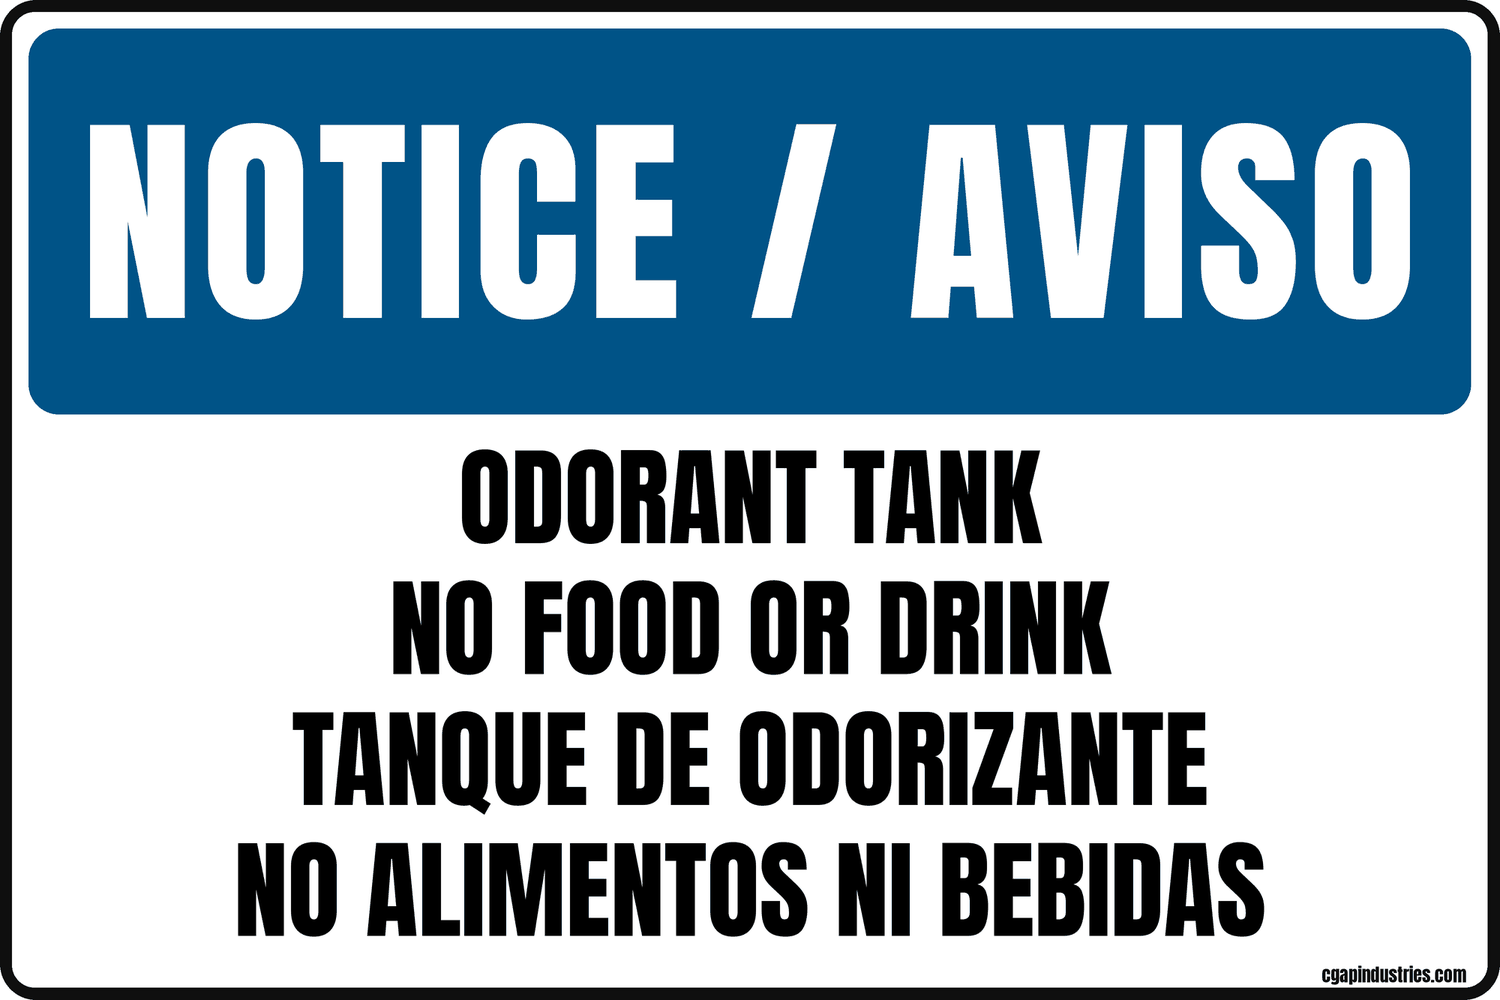 NOTICE / AVISO
ODORANT TANK
NO FOOD OR DRINK
TANQUE DE ODORIZANTE
NO ALIMENTOS NI BEBIDAS
cgapindustries.com